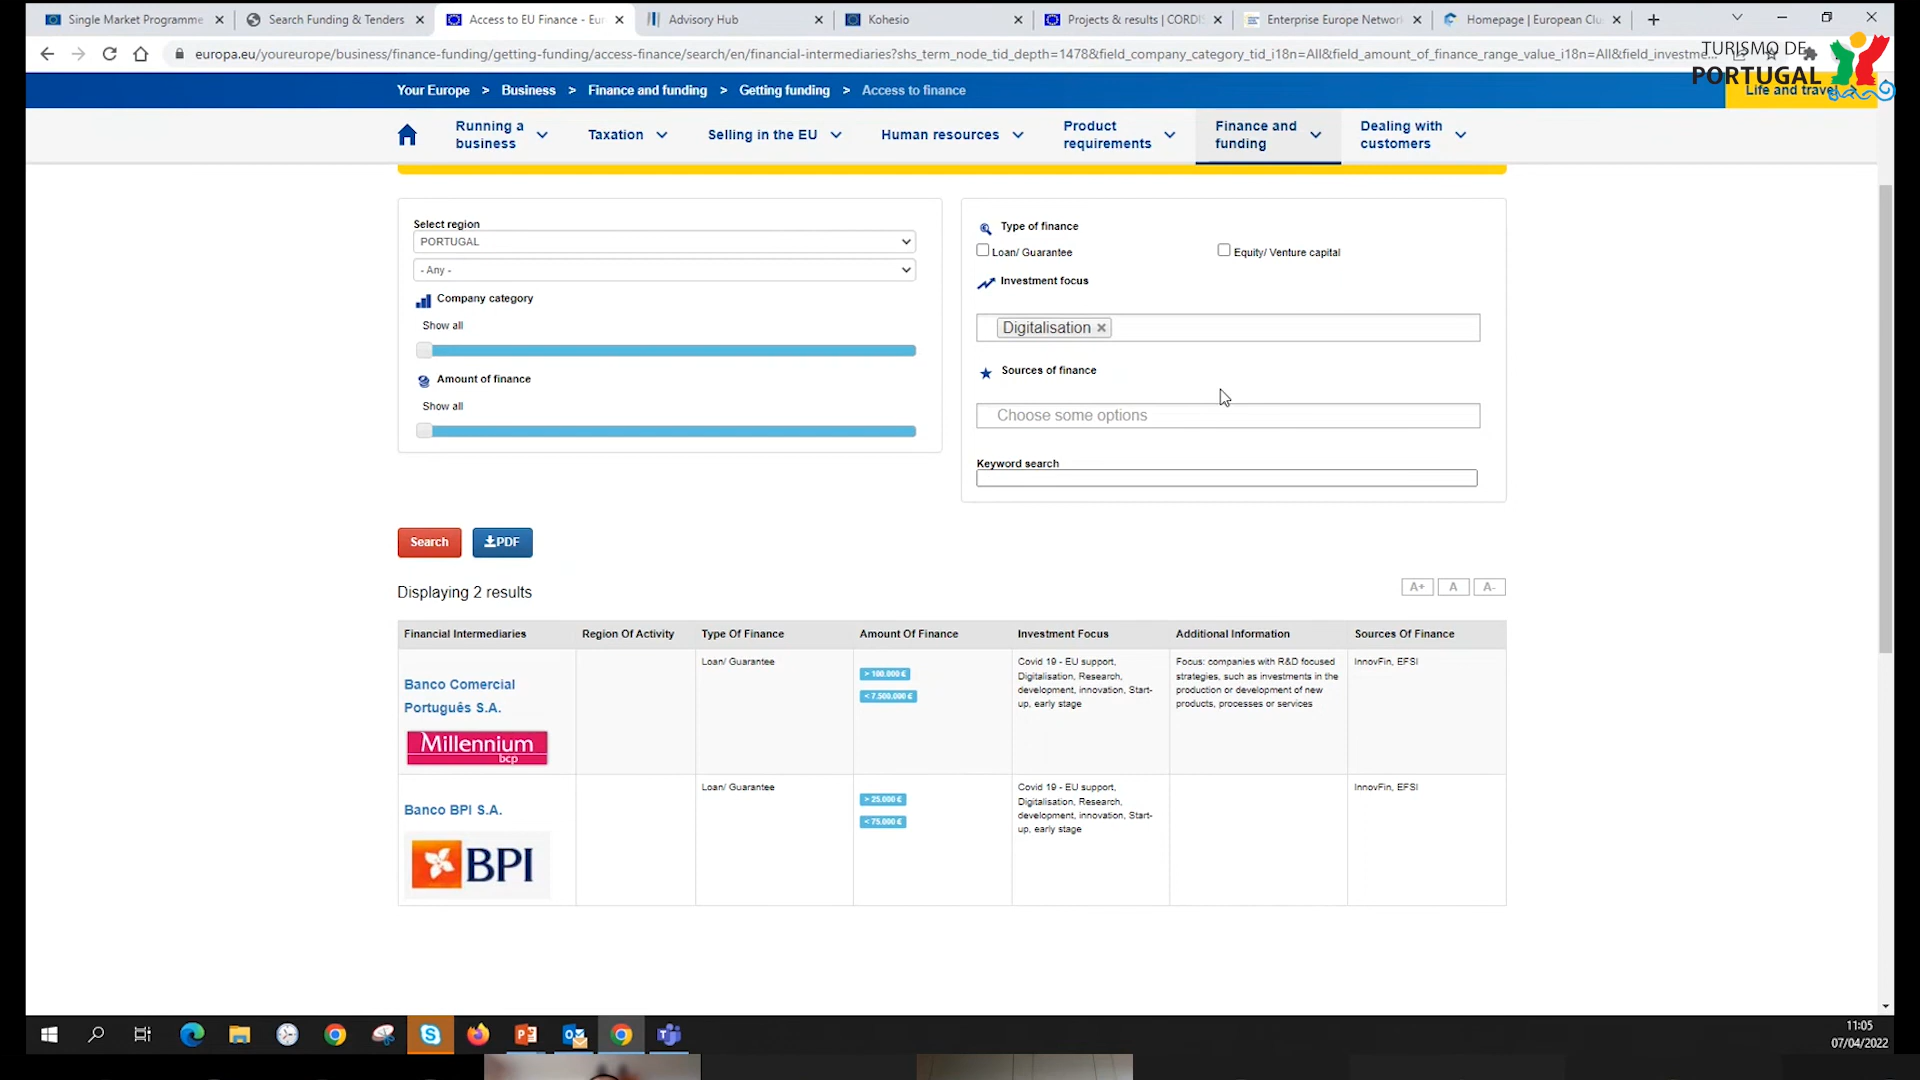 Single Market Programme
Search Funding & Tenders
Access to EU Finance - Eur
Advisory Hub
Kohesio
Projects & results | CORDIS
Enterprise Europe Network
Homepage | European Clu
europa.eu/youreurope/business/finance-funding/getting-funding/access-finance/search/en/financial-intermediaries?shs_term_node_tid_depth=1478&field_company_category_tid_i18n=All&field_amount_of_finance_range_value_i18n=All&field_investme...
TURISMO DE
PORTUGAL
Your Europe > Business > Finance and funding > Getting funding > Access to finance
Life and travel
Running a
business
Taxation
Selling in the EU
Human resources
Product
requirements
Finance and
funding
Dealing with
customers
Select region
PORTUGAL
- Any -
Company category
Show all
Amount of finance
Show all
Type of finance
Loan/ Guarantee
Equity/ Venture capital
Investment focus
Digitalisation ×
Sources of finance
Choose some options
Keyword search
Search
PDF
Displaying 2 results
A+ A A-
Financial Intermediaries Region Of Activity Type Of Finance Amount Of Finance Investment Focus Additional Information Sources Of Finance
Banco Comercial
Português S.A.
Millennium
bcp
Loan/ Guarantee
> 100.000 €
< 7.500.000 €
Covid 19 - EU support,
Digitalisation, Research,
development, innovation, Start-
up, early stage
Focus: companies with R&D focused
strategies, such as investments in the
production or development of new
products, processes or services
InnovFin, EFSI
Banco BPI S.A.
BPI
Loan/ Guarantee
> 25.000 €
< 75.000 €
Covid 19 - EU support,
Digitalisation, Research,
development, innovation, Start-
up, early stage
InnovFin, EFSI
11:05
07/04/2022